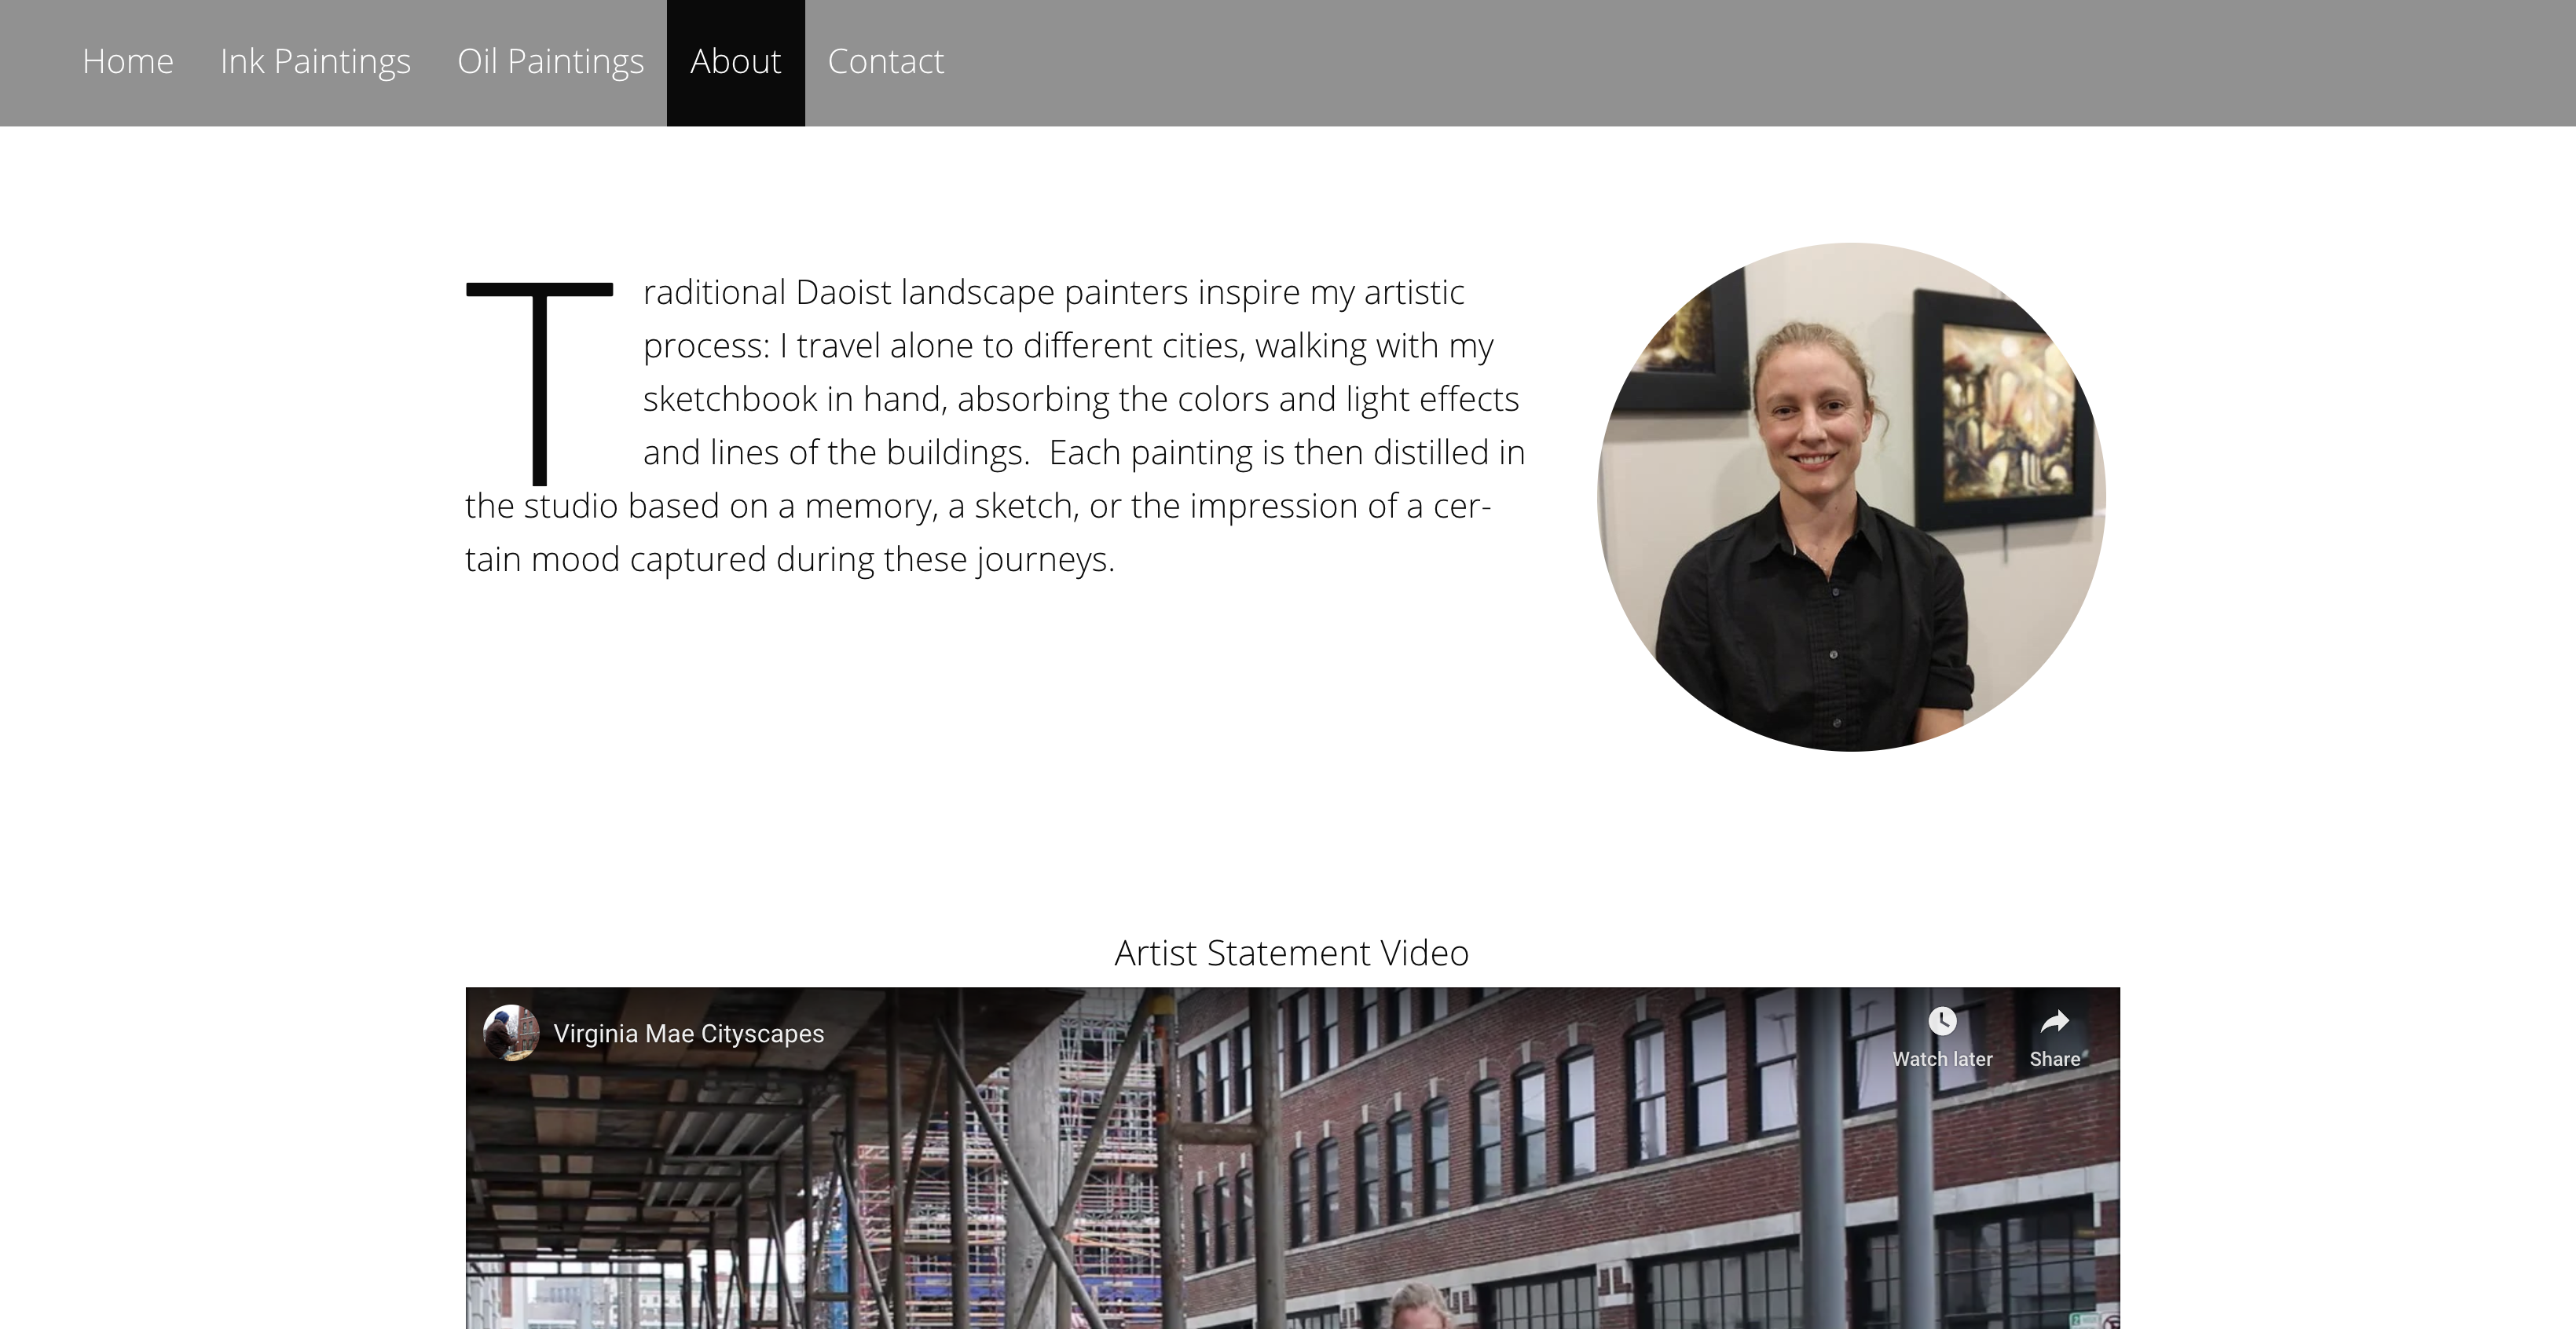 Home Ink Paintings Oil Paintings About Contact
Traditional Daoist landscape painters inspire my artistic
process: I travel alone to different cities, walking with my
sketchbook in hand, absorbing the colors and light effects
and lines of the buildings.  Each painting is then distilled in
the studio based on a memory, a sketch, or the impression of a cer-
tain mood captured during these journeys.
Artist Statement Video
Virginia Mae Cityscapes
Watch later Share